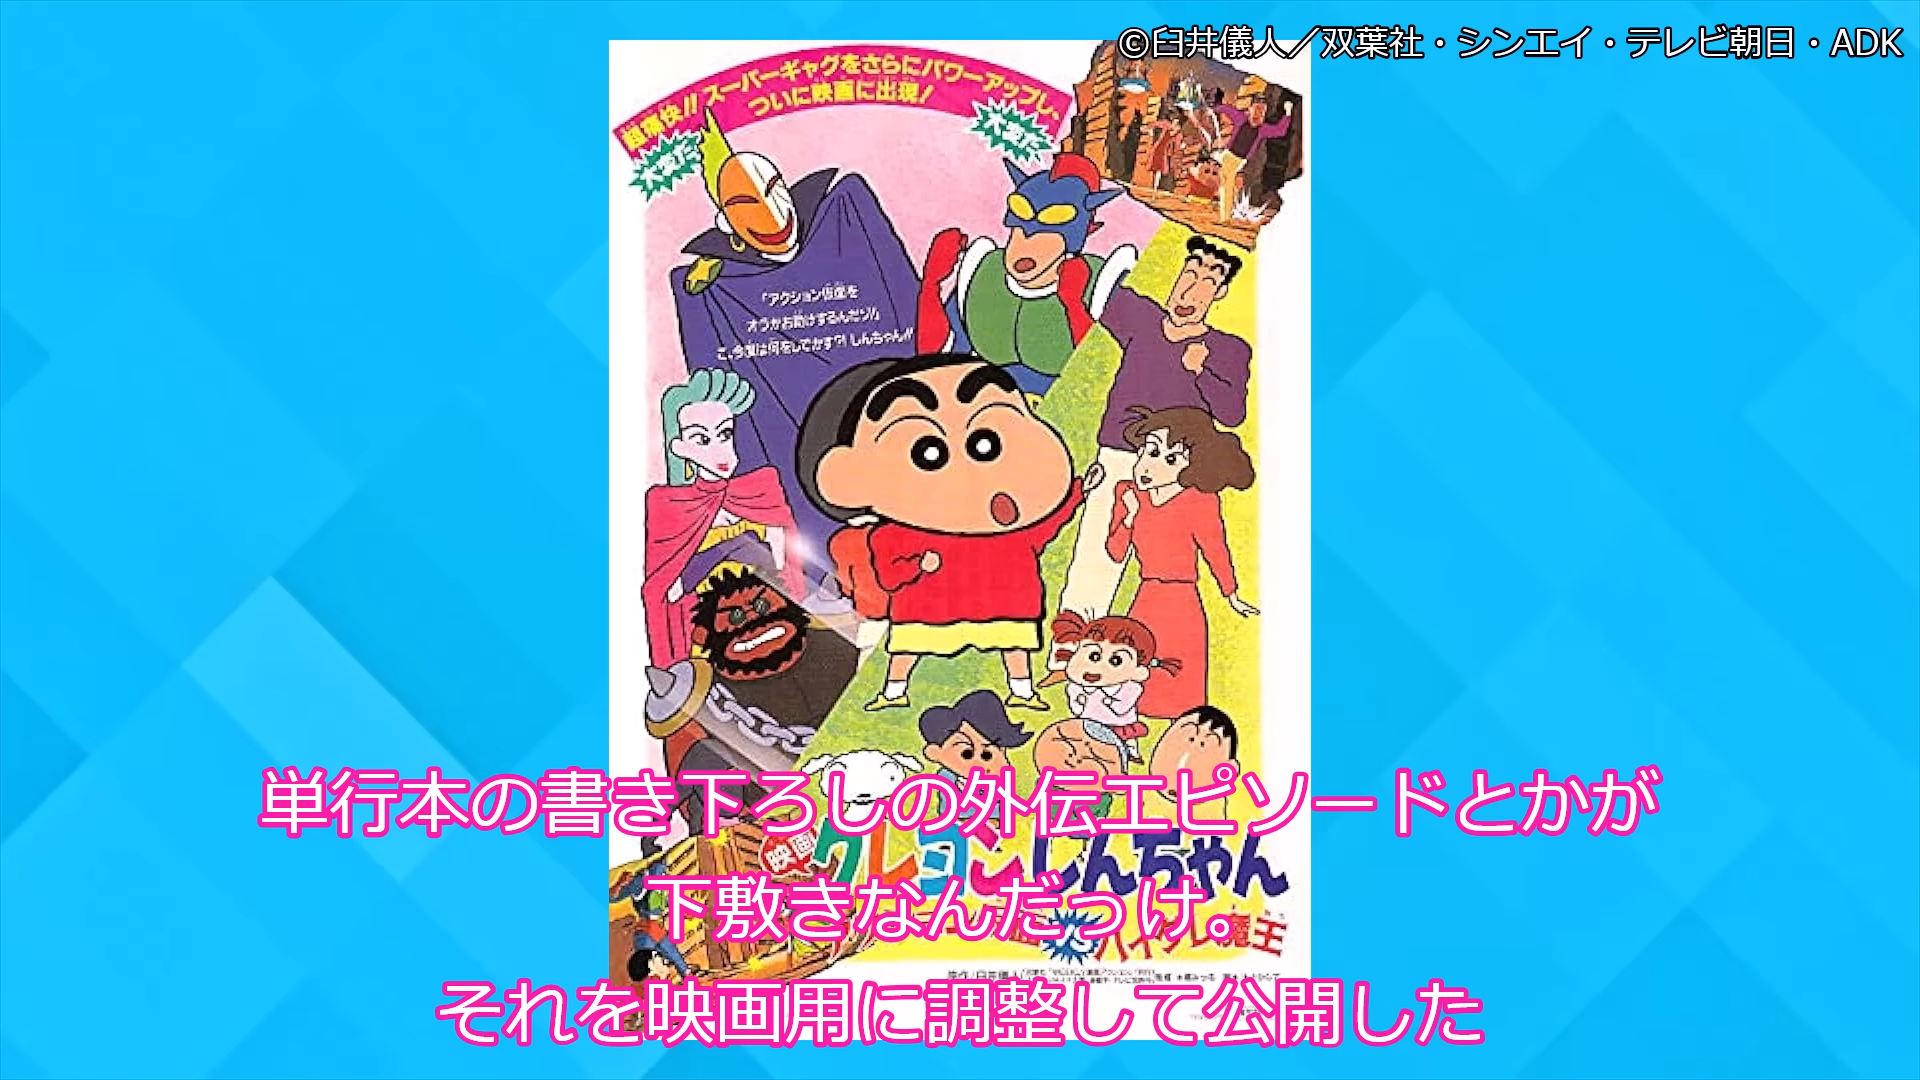 ©臼井儀人／双葉社・シンエイ・テレビ朝日・ADK
超痛快!! スーパーギャグをさらにパワーアップし、
ついに映画に出現!
大変だっ
「アクション仮面を
オラがお助けするんだゾ!」
こ、今度は何をしでかす?! しんちゃん!!
単行本の書き下ろしの外伝エピソードとかが
映画
クレヨンしんちゃん
下敷きなんだっけ。
VSハイグレ魔王
それを映画用に調整して公開した